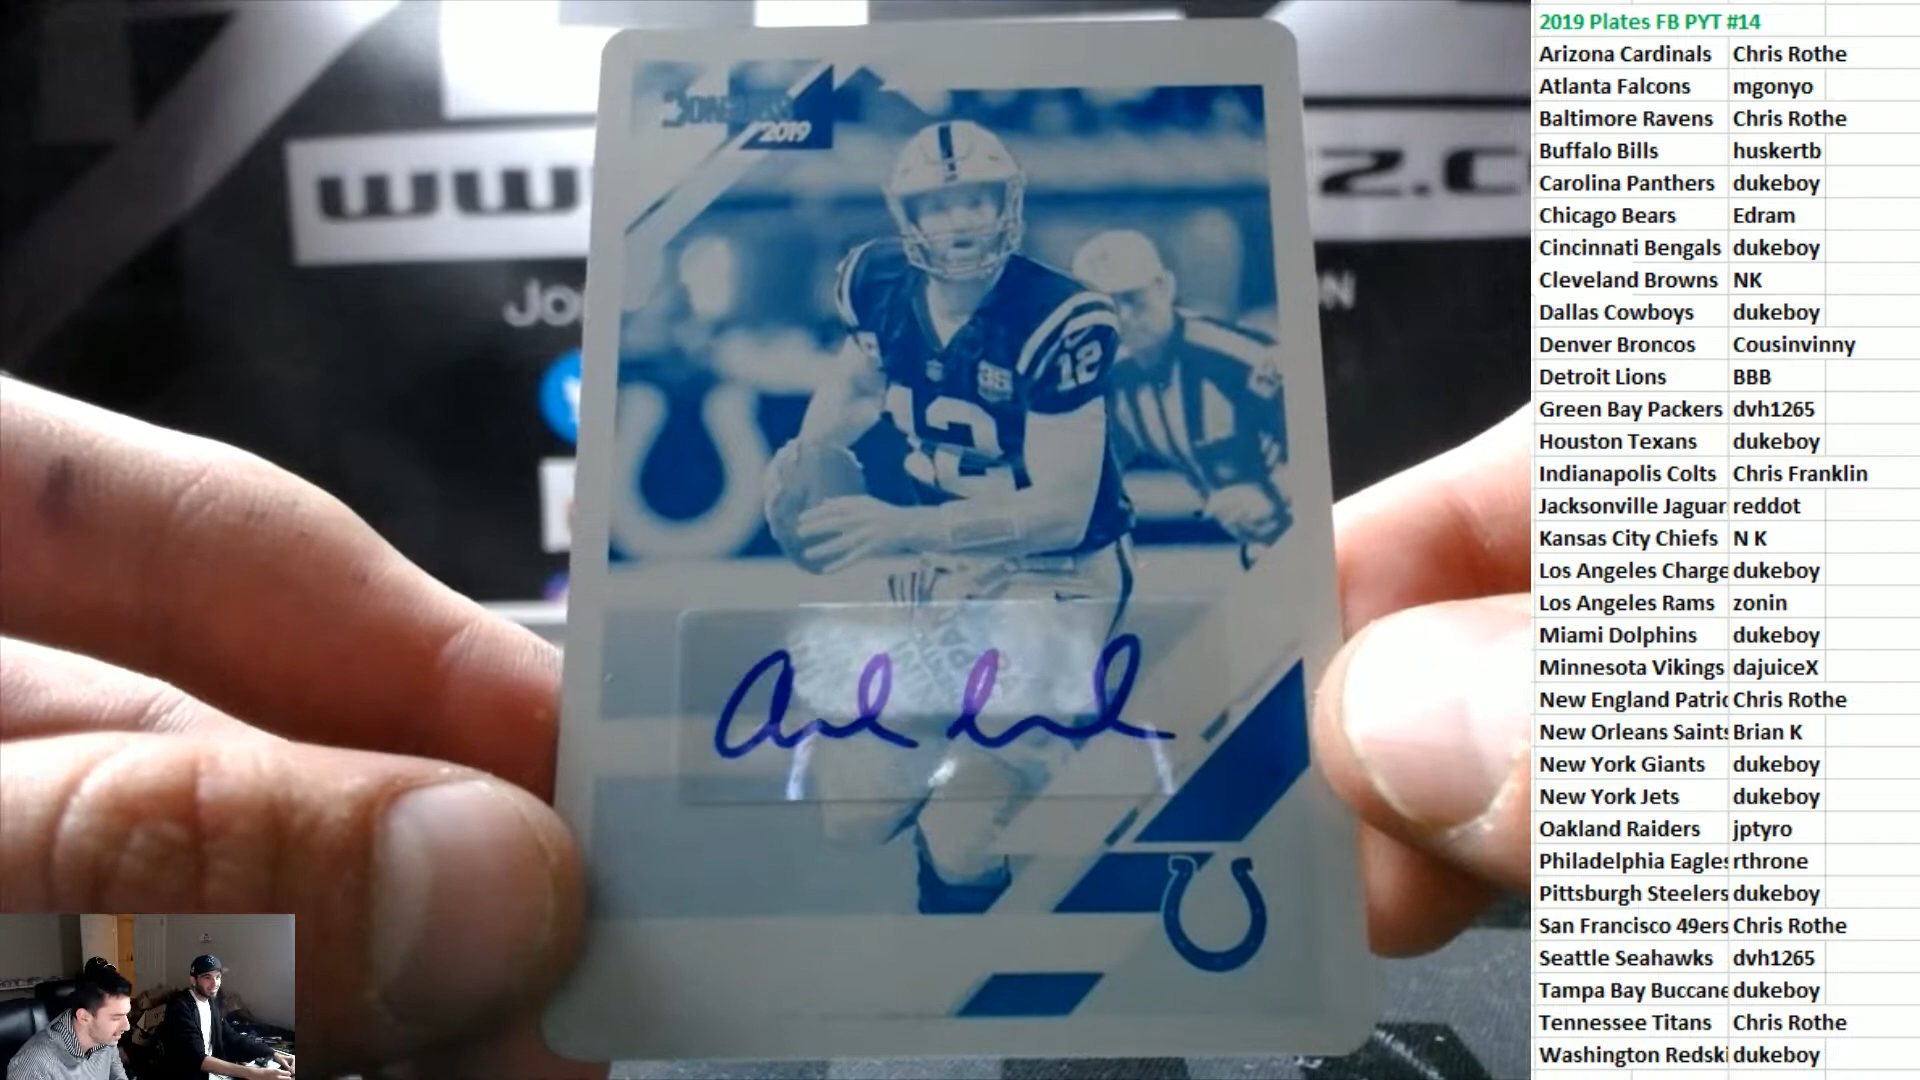 2019 Plates FB PYT #14
Arizona Cardinals Chris Rothe
Atlanta Falcons mgonyo
Baltimore Ravens Chris Rothe
Buffalo Bills huskertb
Carolina Panthers dukeboy
Chicago Bears Edram
Cincinnati Bengals dukeboy
Cleveland Browns NK
Dallas Cowboys dukeboy
Denver Broncos Cousinvinny
Detroit Lions BBB
Green Bay Packers dvh1265
Houston Texans dukeboy
Indianapolis Colts Chris Franklin
Jacksonville Jaguar reddot
Kansas City Chiefs N K
Los Angeles Charge dukeboy
Los Angeles Rams zonin
Miami Dolphins dukeboy
Minnesota Vikings dajuiceX
New England Patric Chris Rothe
New Orleans Saints Brian K
New York Giants dukeboy
New York Jets dukeboy
Oakland Raiders jptyro
Philadelphia Eagles rthrone
Pittsburgh Steelers dukeboy
San Francisco 49ers Chris Rothe
Seattle Seahawks dvh1265
Tampa Bay Buccane dukeboy
Tennessee Titans Chris Rothe
Washington Redski dukeboy
2019
12
35
12